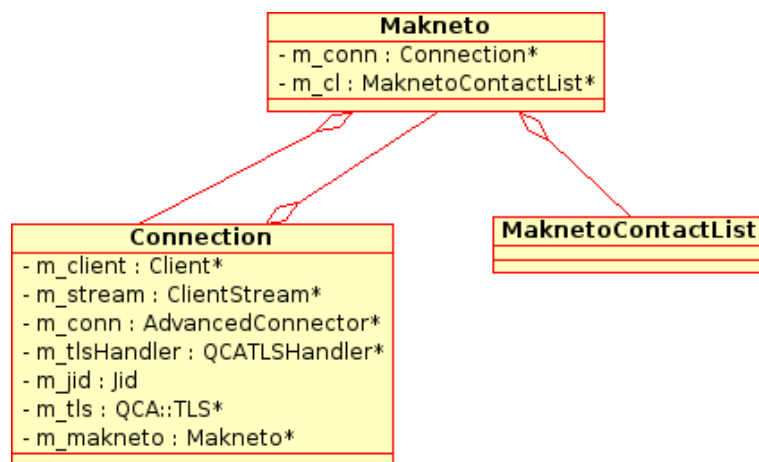 Makneto
- m_conn : Connection*
- m_cl : MaknetoContactList*
Connection
- m_client : Client*
- m_stream : ClientStream*
- m_conn : AdvancedConnector*
- m_tlsHandler : QCATLSHandler*
- m_jid : Jid
- m_tls : QCA::TLS*
- m_makneto : Makneto*
MaknetoContactList